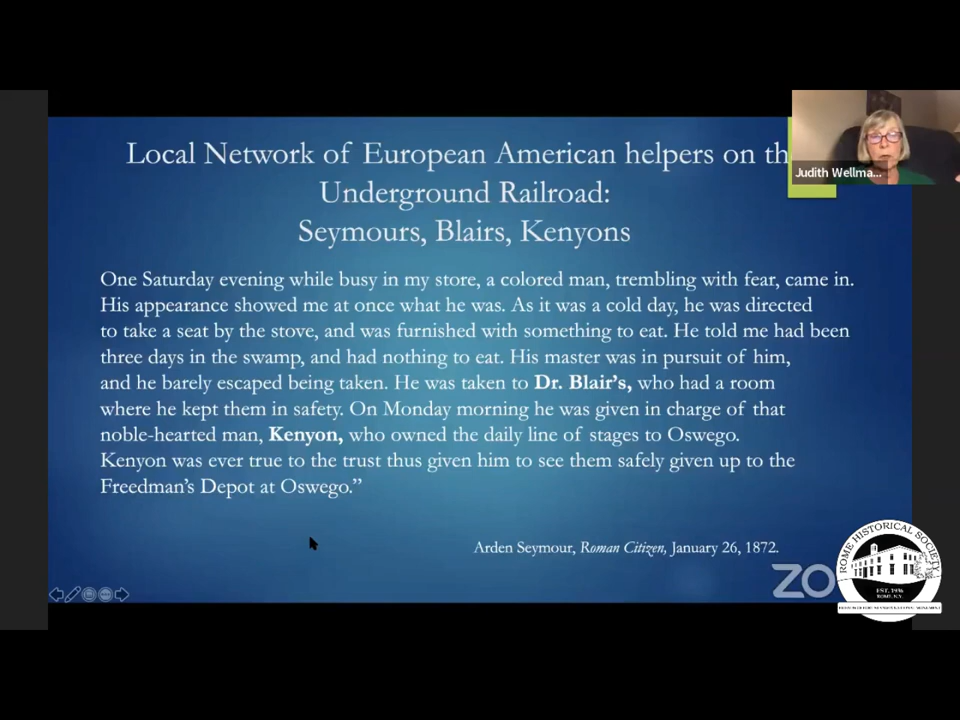 Local Network of European American helpers on th
Underground Railroad:
Seymours, Blairs, Kenyons
Judith Wellma...
One Saturday evening while busy in my store, a colored man, trembling with fear, came in.
His appearance showed me at once what he was. As it was a cold day, he was directed
to take a seat by the stove, and was furnished with something to eat. He told me had been
three days in the swamp, and had nothing to eat. His master was in pursuit of him,
and he barely escaped being taken. He was taken to Dr. Blair's, who had a room
where he kept them in safety. On Monday morning he was given in charge of that
noble-hearted man, Kenyon, who owned the daily line of stages to Oswego.
Kenyon was ever true to the trust thus given him to see them safely given up to the
Freedman's Depot at Oswego.”
Arden Seymour, Roman Citizen, January 26, 1872.
ZO
ROME HISTORICAL SOCIETY
EST. 1936
ROME, N.Y.